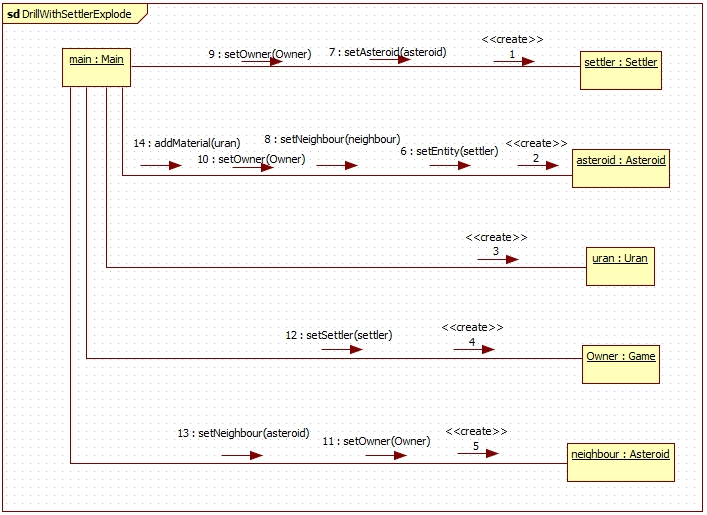 sd DrillWithSettlerExplode
main : Main
9 : setOwner(Owner)
7 : setAsteroid(asteroid)
<<create>>
1
settler : Settler
14 : addMaterial(uran)
10 : setOwner(Owner)
8 : setNeighbour(neighbour)
6 : setEntity(settler)
<<create>>
2
asteroid : Asteroid
<<create>>
3
uran : Uran
12 : setSettler(settler)
<<create>>
4
Owner : Game
13 : setNeighbour(asteroid)
11 : setOwner(Owner)
<<create>>
5
neighbour : Asteroid